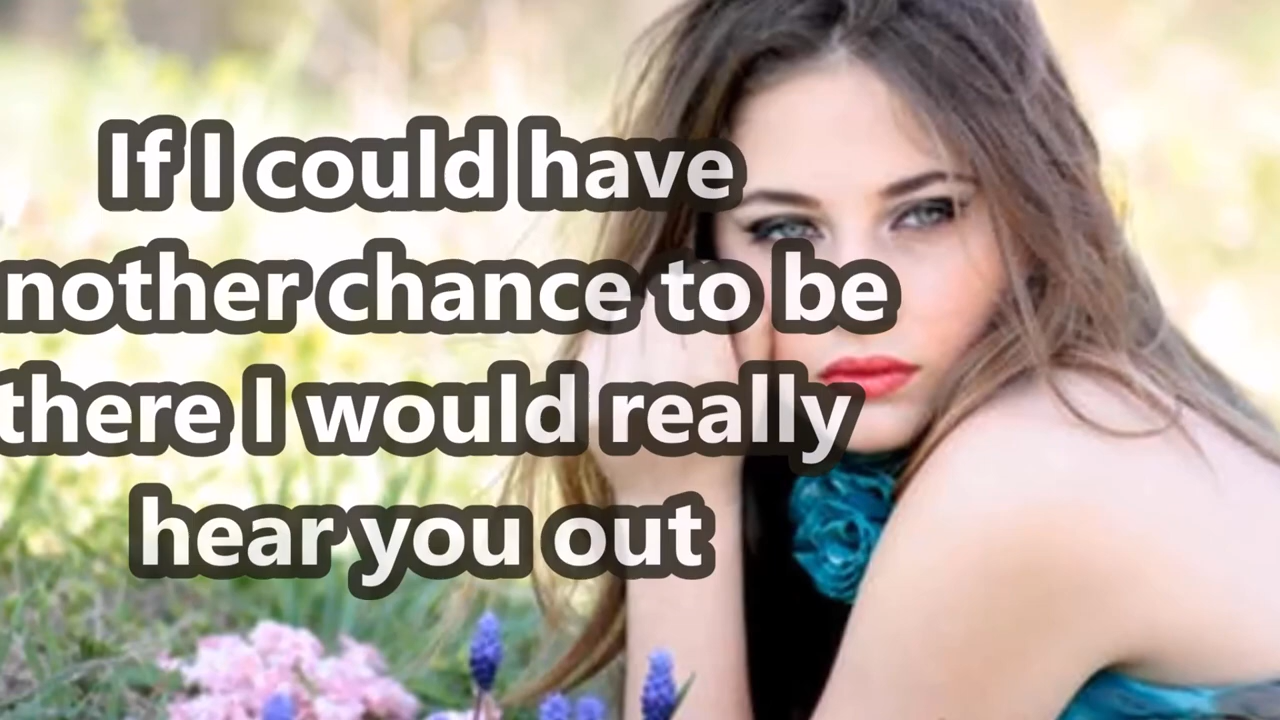 If I could have
nother chance to be
there I would really
hear you out